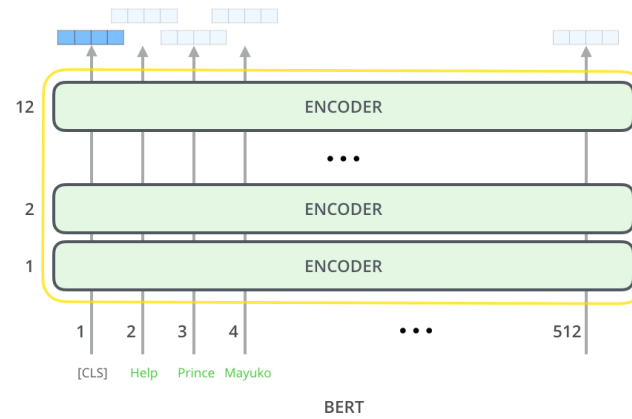 12 ENCODER
...
2 ENCODER
1 ENCODER
1 2 3 4 ... 512
[CLS] Help Prince Mayuko
BERT